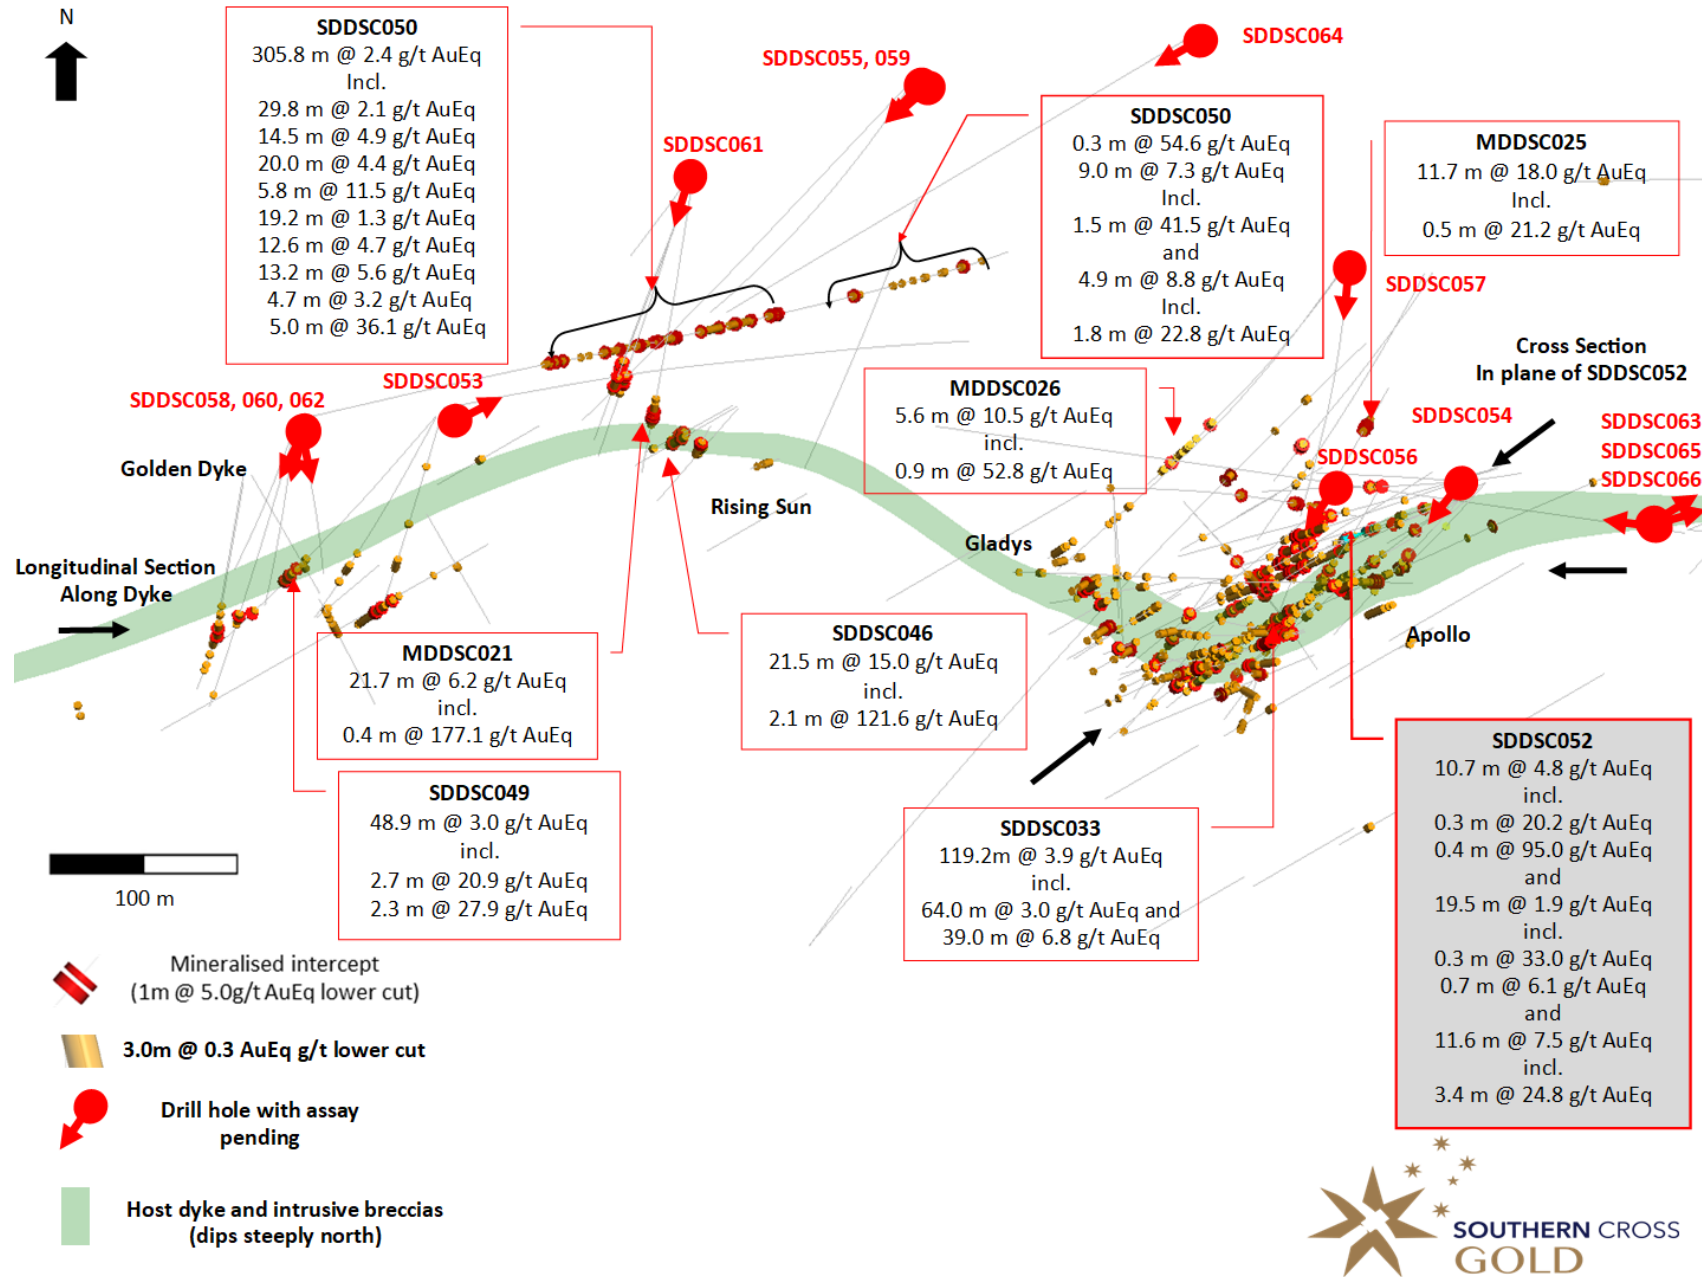 N
SDDSC050
305.8 m @ 2.4 g/t AuEq
Incl.
29.8 m @ 2.1 g/t AuEq
14.5 m @ 4.9 g/t AuEq
20.0 m @ 4.4 g/t AuEq
5.8 m @ 11.5 g/t AuEq
19.2 m @ 1.3 g/t AuEq
12.6 m @ 4.7 g/t AuEq
13.2 m @ 5.6 g/t AuEq
4.7 m @ 3.2 g/t AuEq
5.0 m @ 36.1 g/t AuEq
SDDSC055, 059
SDDSC064
SDDSC061
SDDSC050
0.3 m @ 54.6 g/t AuEq
9.0 m @ 7.3 g/t AuEq
Incl.
1.5 m @ 41.5 g/t AuEq
and
4.9 m @ 8.8 g/t AuEq
Incl.
1.8 m @ 22.8 g/t AuEq
MDDSC025
11.7 m @ 18.0 g/t AuEq
Incl.
0.5 m @ 21.2 g/t AuEq
SDDSC057
Cross Section
In plane of SDDSC052
SDDSC053
SDDSC058, 060, 062
MDDSC026
5.6 m @ 10.5 g/t AuEq
incl.
0.9 m @ 52.8 g/t AuEq
SDDSC054
SDDSC063
SDDSC065
SDDSC066
SDDSC056
Golden Dyke
Rising Sun
Gladys
Longitudinal Section
Along Dyke
Apollo
MDDSC021
21.7 m @ 6.2 g/t AuEq
incl.
0.4 m @ 177.1 g/t AuEq
SDDSC046
21.5 m @ 15.0 g/t AuEq
incl.
2.1 m @ 121.6 g/t AuEq
SDDSC049
48.9 m @ 3.0 g/t AuEq
incl.
2.7 m @ 20.9 g/t AuEq
2.3 m @ 27.9 g/t AuEq
SDDSC033
119.2m @ 3.9 g/t AuEq
incl.
64.0 m @ 3.0 g/t AuEq and
39.0 m @ 6.8 g/t AuEq
SDDSC052
10.7 m @ 4.8 g/t AuEq
incl.
0.3 m @ 20.2 g/t AuEq
0.4 m @ 95.0 g/t AuEq
and
19.5 m @ 1.9 g/t AuEq
incl.
0.3 m @ 33.0 g/t AuEq
0.7 m @ 6.1 g/t AuEq
and
11.6 m @ 7.5 g/t AuEq
incl.
3.4 m @ 24.8 g/t AuEq
100 m
Mineralised intercept
(1m @ 5.0g/t AuEq lower cut)
3.0m @ 0.3 AuEq g/t lower cut
Drill hole with assay
pending
Host dyke and intrusive breccias
(dips steeply north)
SOUTHERN CROSS
GOLD